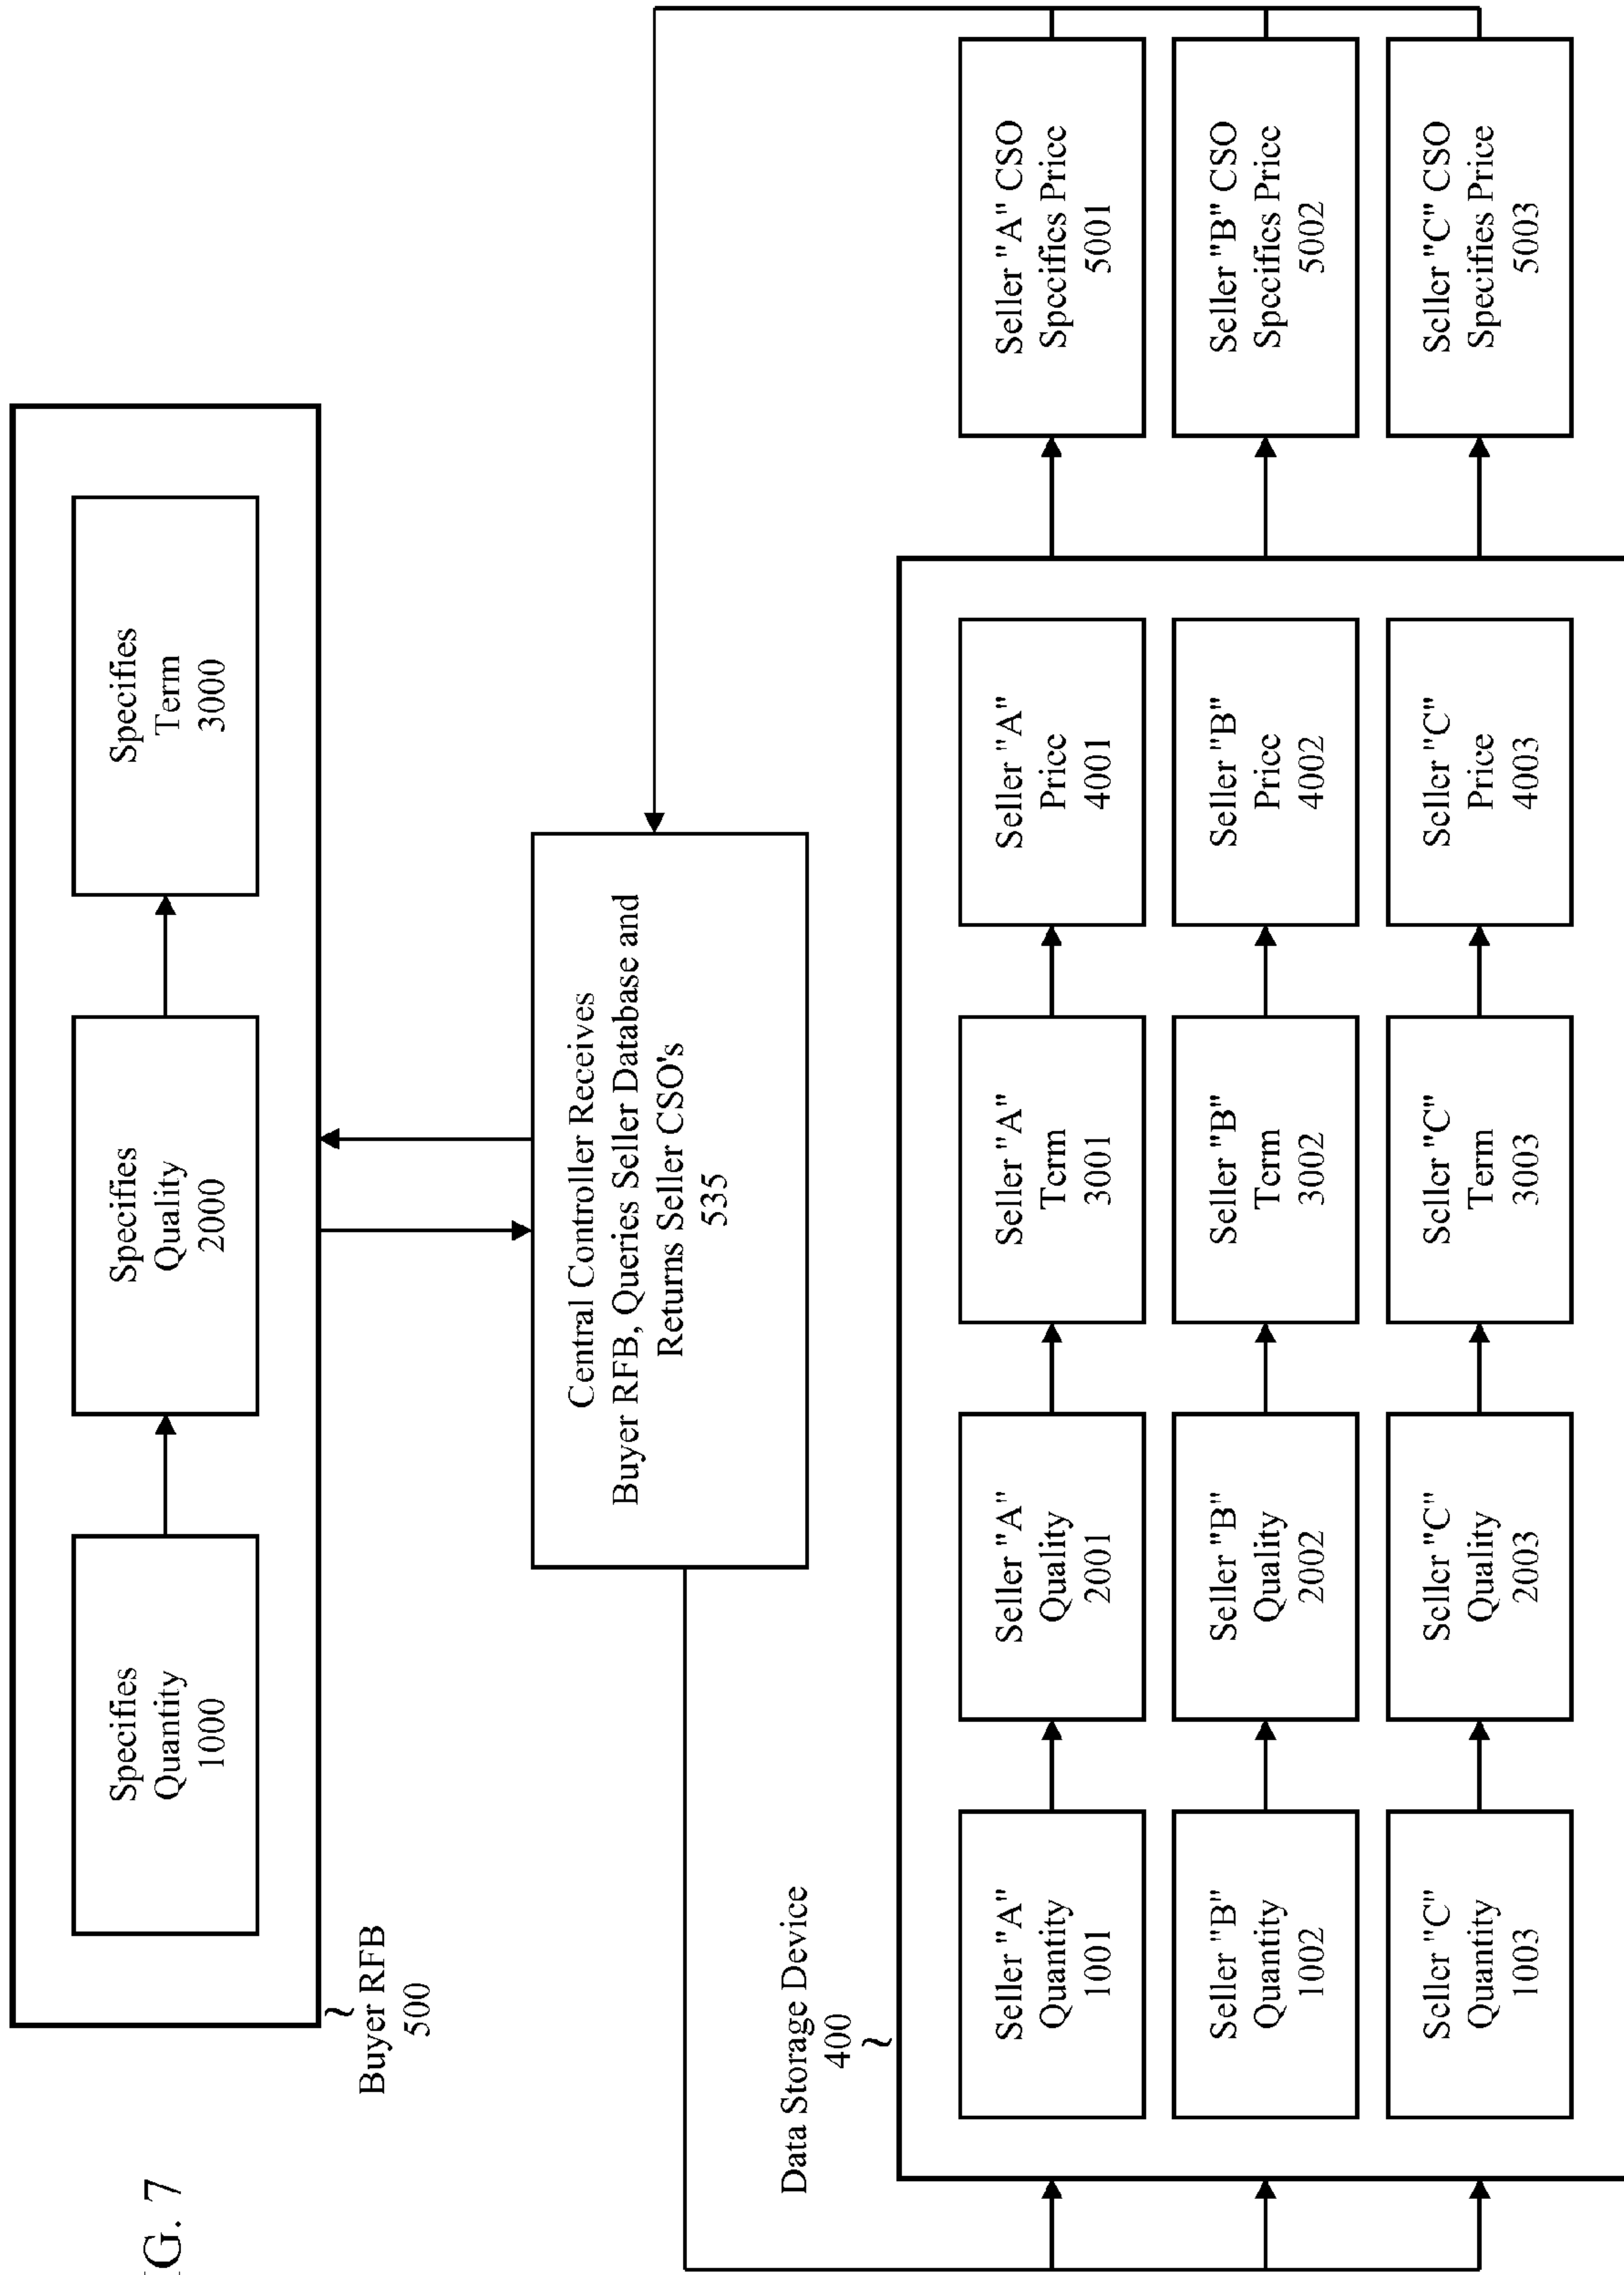 IG. 7
Specifies
Quantity
1000
Specifies
Quality
2000
Specifies
Term
3000
Buyer RFB
500
Central Controller Receives
Buyer RFB, Queries Seller Database and
Returns Seller CSO's
535
Data Storage Device
400
Seller "A"
Quantity
1001
Seller "A"
Quality
2001
Seller "A"
Term
3001
Seller "A"
Price
4001
Seller "A" CSO
Specifies Price
5001
Seller "B"
Quantity
1002
Seller "B"
Quality
2002
Seller "B"
Term
3002
Seller "B"
Price
4002
Seller "B" CSO
Specifies Price
5002
Seller "C"
Quantity
1003
Seller "C"
Quality
2003
Seller "C"
Term
3003
Seller "C"
Price
4003
Seller "C" CSO
Specifies Price
5003